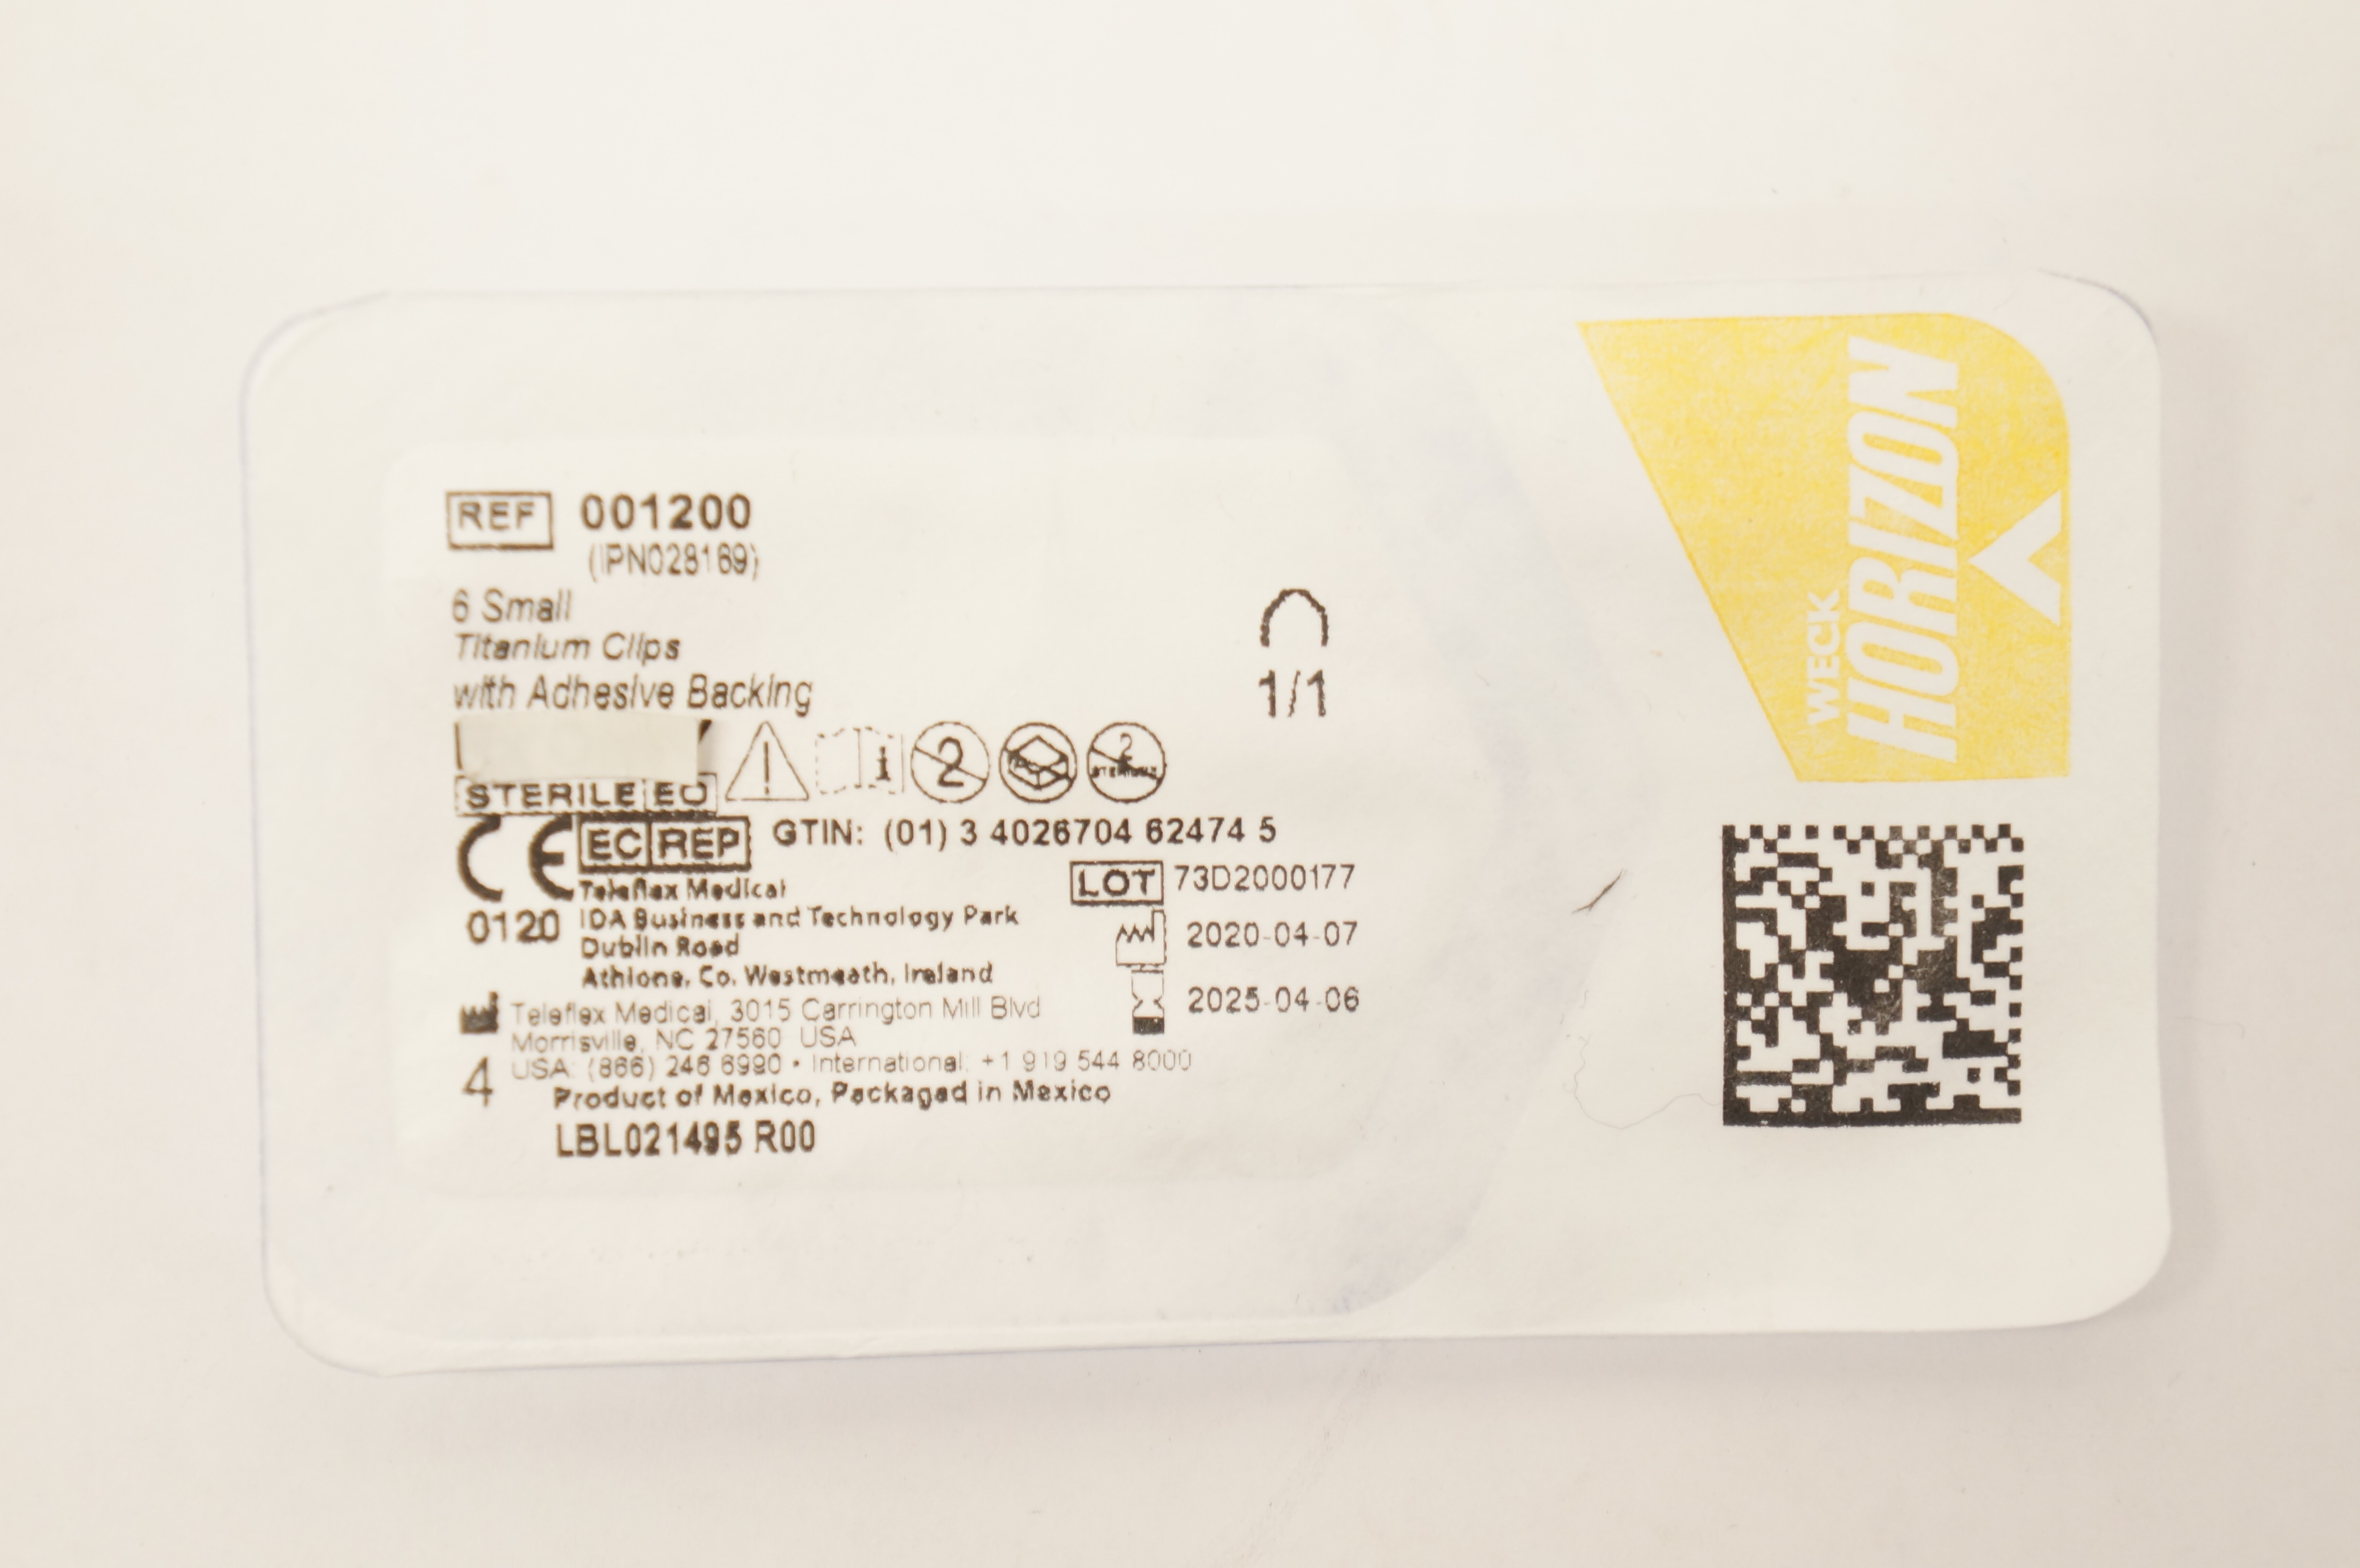 REF 001200
(IPN028169)
6 Small
Titanium Clips
with Adhesive Backing
1/1
STERILE EO
2
2
CE EC REP GTIN: (01) 3 4026704 62474 5
Teleflex Medical
0120 IDA Business and Technology Park
Dublin Road
Athlone, Co. Westmeath, Ireland
LOT 73D2000177
2020-04-07
2025-04-06
Teleflex Medical, 3015 Carrington Mill Blvd
Morrisville, NC 27560 USA
USA: (866) 246 6990 • International: +1 919 544 8000
4
Product of Mexico, Packaged in Mexico
LBL021495 R00
WECK
HORIZON